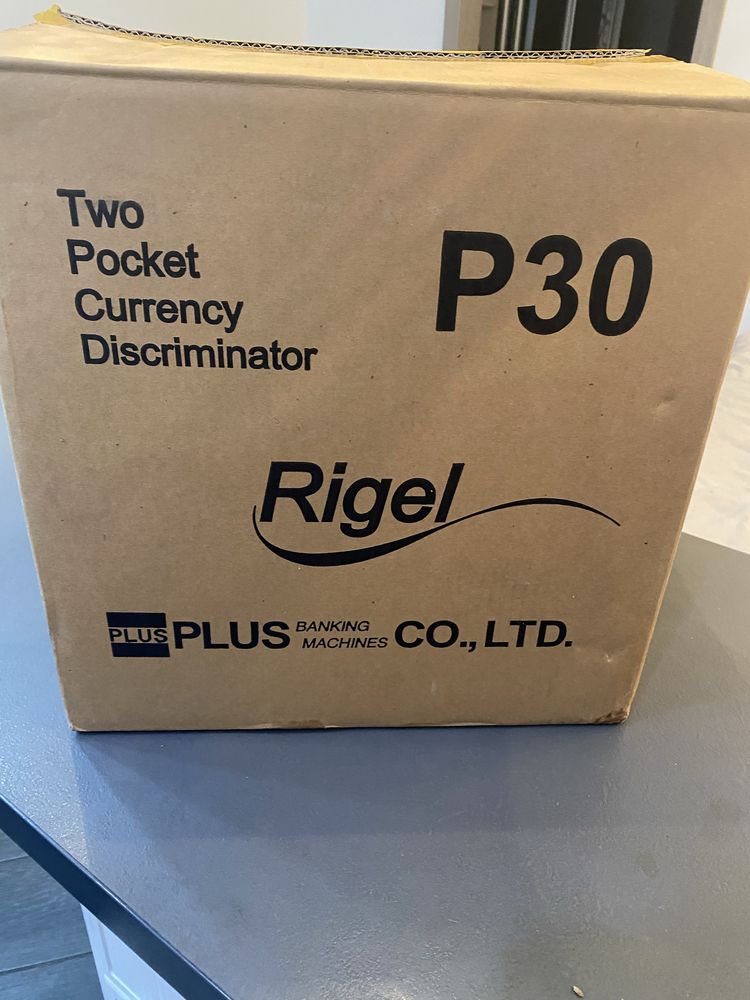 Two
Pocket
Currency
Discriminator
P30
Rigel
PLUS PLUS BANKING MACHINES CO., LTD.